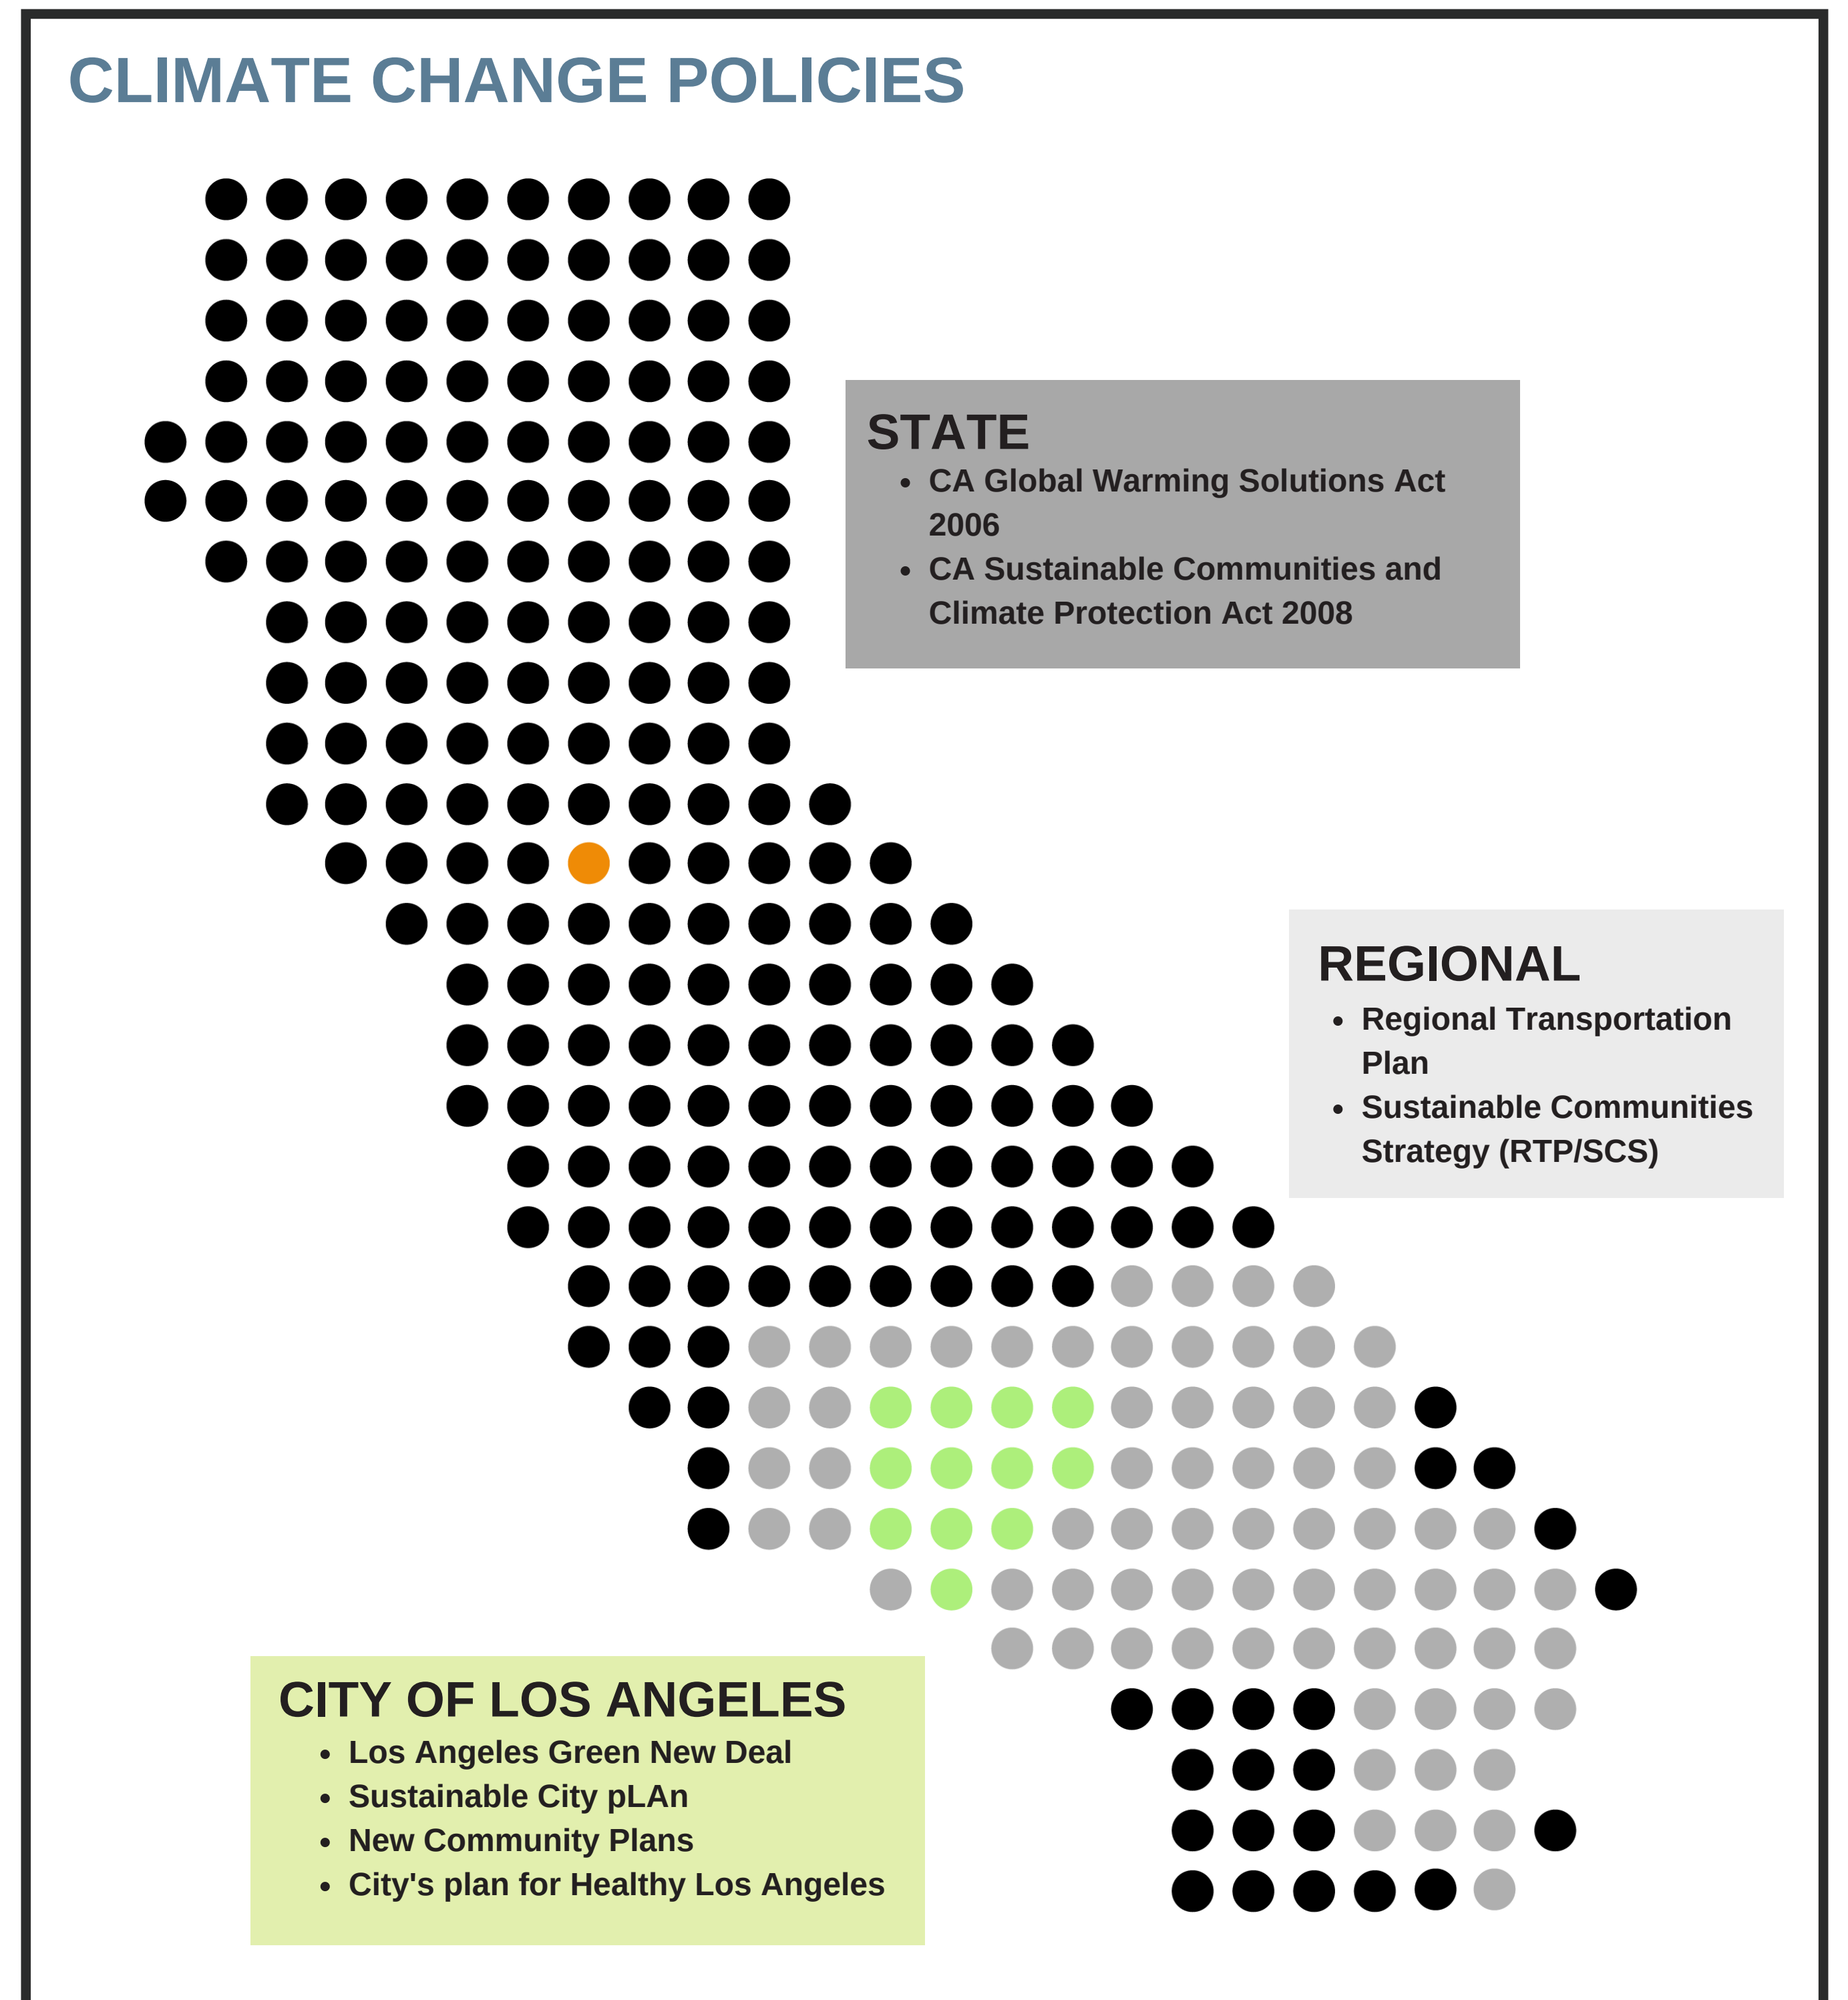 CLIMATE CHANGE POLICIES
STATE
• CA Global Warming Solutions Act
2006
• CA Sustainable Communities and
Climate Protection Act 2008
REGIONAL
• Regional Transportation
Plan
• Sustainable Communities
Strategy (RTP/SCS)
CITY OF LOS ANGELES
• Los Angeles Green New Deal
• Sustainable City pLAn
• New Community Plans
• City's plan for Healthy Los Angeles